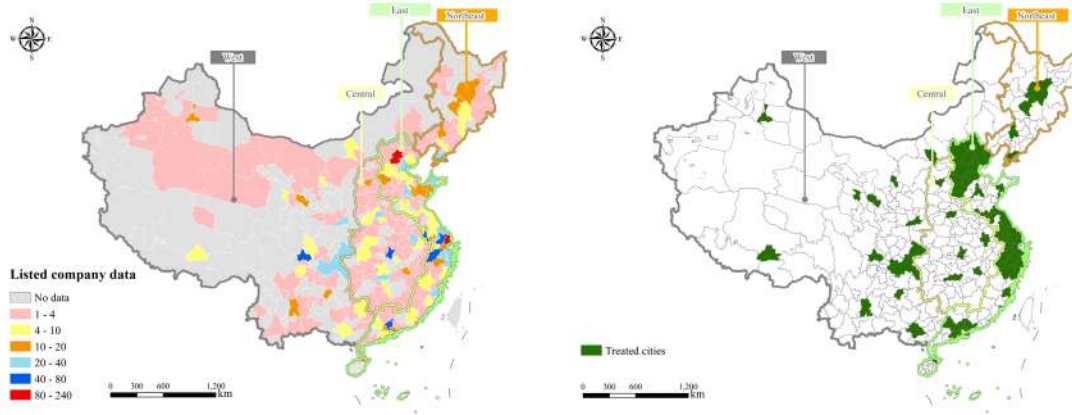 N
W
E
S
East
Northeast
West
Central
Listed company data
No data
1 - 4
4 - 10
10 - 20
20 - 40
40 - 80
80 - 240
0 300 600 1,200
km
N
W
E
S
East
Northeast
West
Central
Treated cities
0 300 600 1,200
km